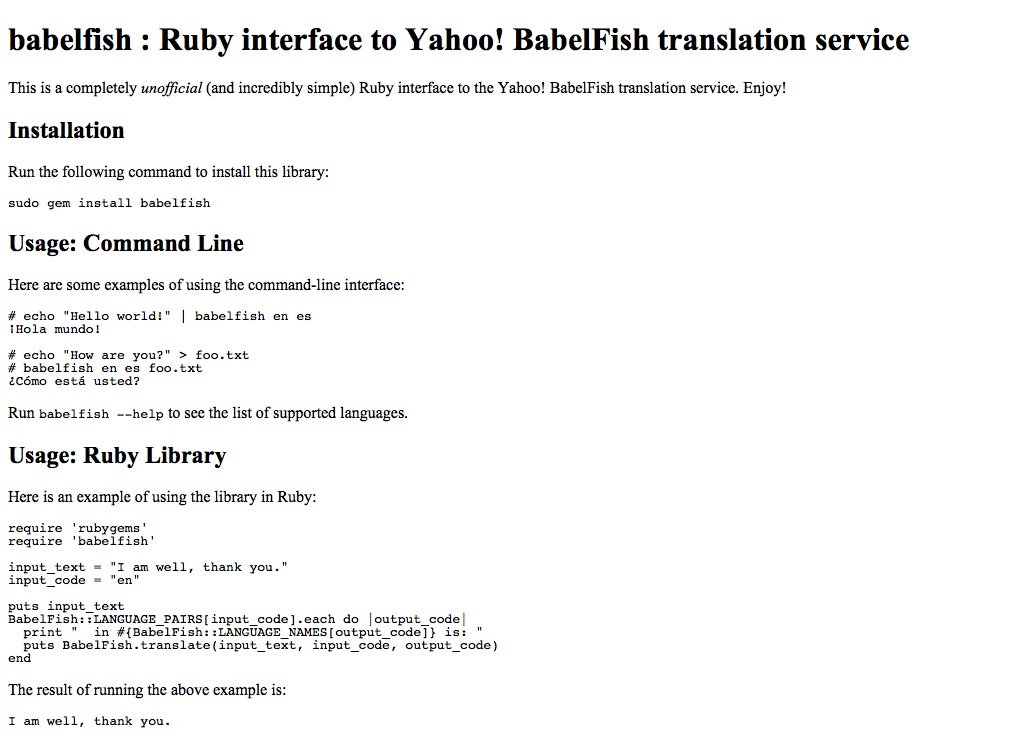 babelfish : Ruby interface to Yahoo! BabelFish translation service
This is a completely unofficial (and incredibly simple) Ruby interface to the Yahoo! BabelFish translation service. Enjoy!
Installation
Run the following command to install this library:
sudo gem install babelfish
Usage: Command Line
Here are some examples of using the command-line interface:
# echo "Hello world!" | babelfish en es
¡Hola mundo!
# echo "How are you?" > foo.txt
# babelfish en es foo.txt
¿Cómo está usted?
Run babelfish --help to see the list of supported languages.
Usage: Ruby Library
Here is an example of using the library in Ruby:
require 'rubygems'
require 'babelfish'
input_text = "I am well, thank you."
input_code = "en"
puts input_text
BabelFish::LANGUAGE_PAIRS[input_code].each do |output_code|
  print "  in #{BabelFish::LANGUAGE_NAMES[output_code]} is: "
  puts BabelFish.translate(input_text, input_code, output_code)
end
The result of running the above example is:
I am well, thank you.